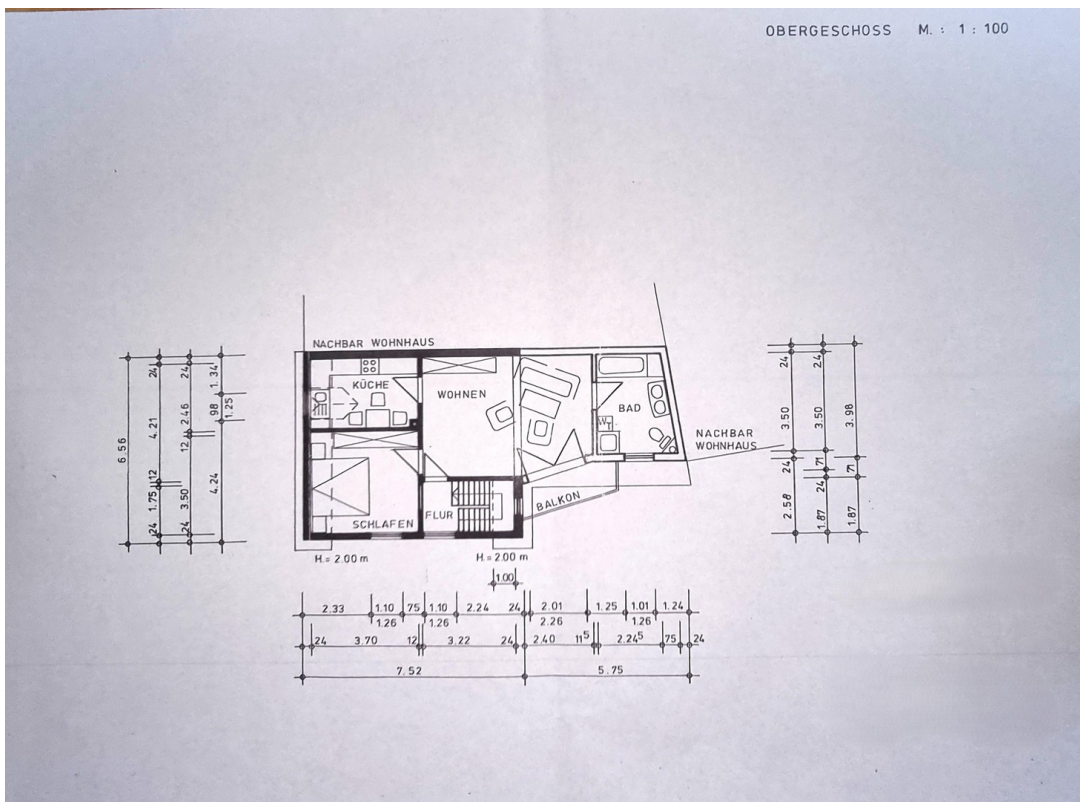 OBERGESCHOSS M. : 1 : 100
NACHBAR WOHNHAUS
KÜCHE
WOHNEN
BAD
WT
NACHBAR
WOHNHAUS
SCHLAFEN
FLUR
BALKON
H. = 2.00 m
H. = 2.00 m
1.00
6.56
24
4.21
12
1.75
24
24
2.46
12
3.50
24
1.34
98
1.25
4.24
24
3.50
24
2.58
24
3.50
71
24
1.87
3.98
71
1.87
2.33 1.10 75 1.10 2.24 24 2.01 1.25 1.01 1.24
1.26 1.26 2.26 1.26
24 3.70 12 3.22 24 2.40 11⁵ 2.24⁵ 75 24
7.52 5.75